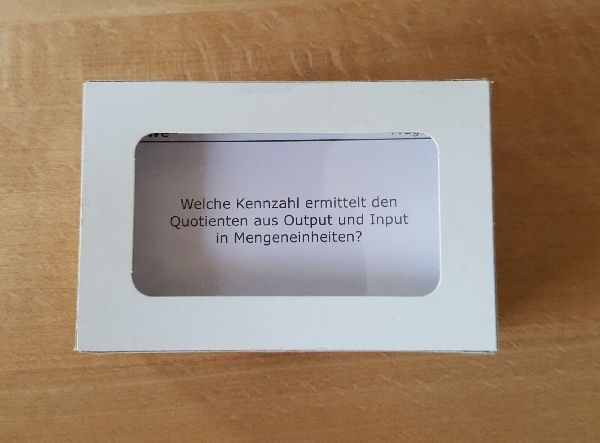 Welche Kennzahl ermittelt den
Quotienten aus Output und Input
in Mengeneinheiten?